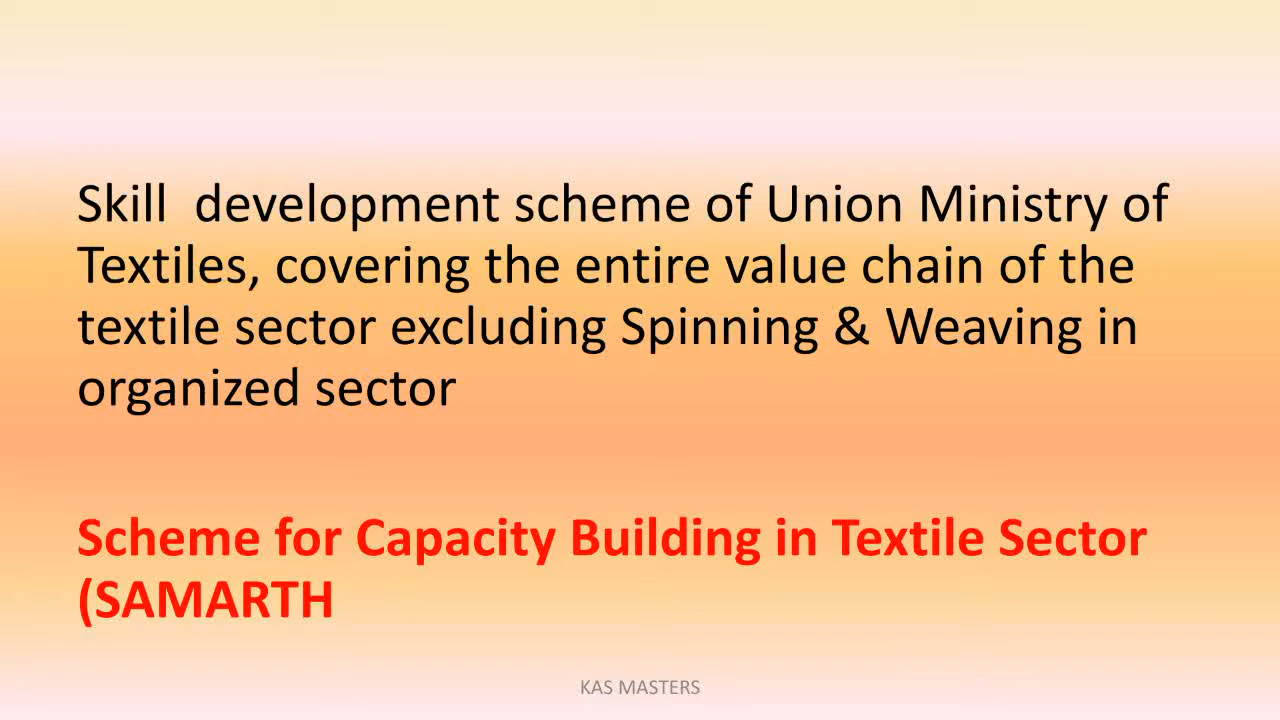 Skill  development scheme of Union Ministry of
Textiles, covering the entire value chain of the
textile sector excluding Spinning & Weaving in
organized sector
Scheme for Capacity Building in Textile Sector
(SAMARTH
KAS MASTERS